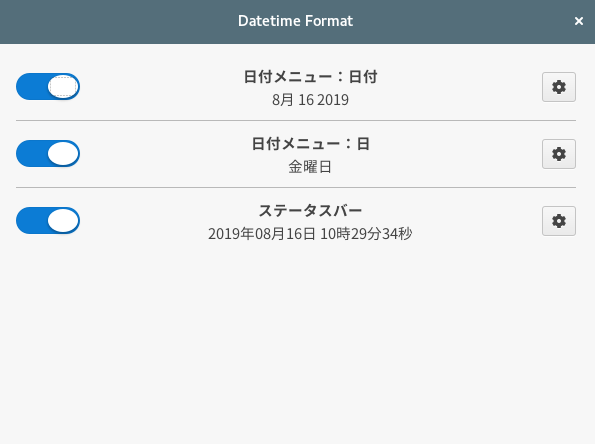 Datetime Format
日付メニュー：日付
8月 16 2019
日付メニュー：日
金曜日
ステータスバー
2019年08月16日 10時29分34秒